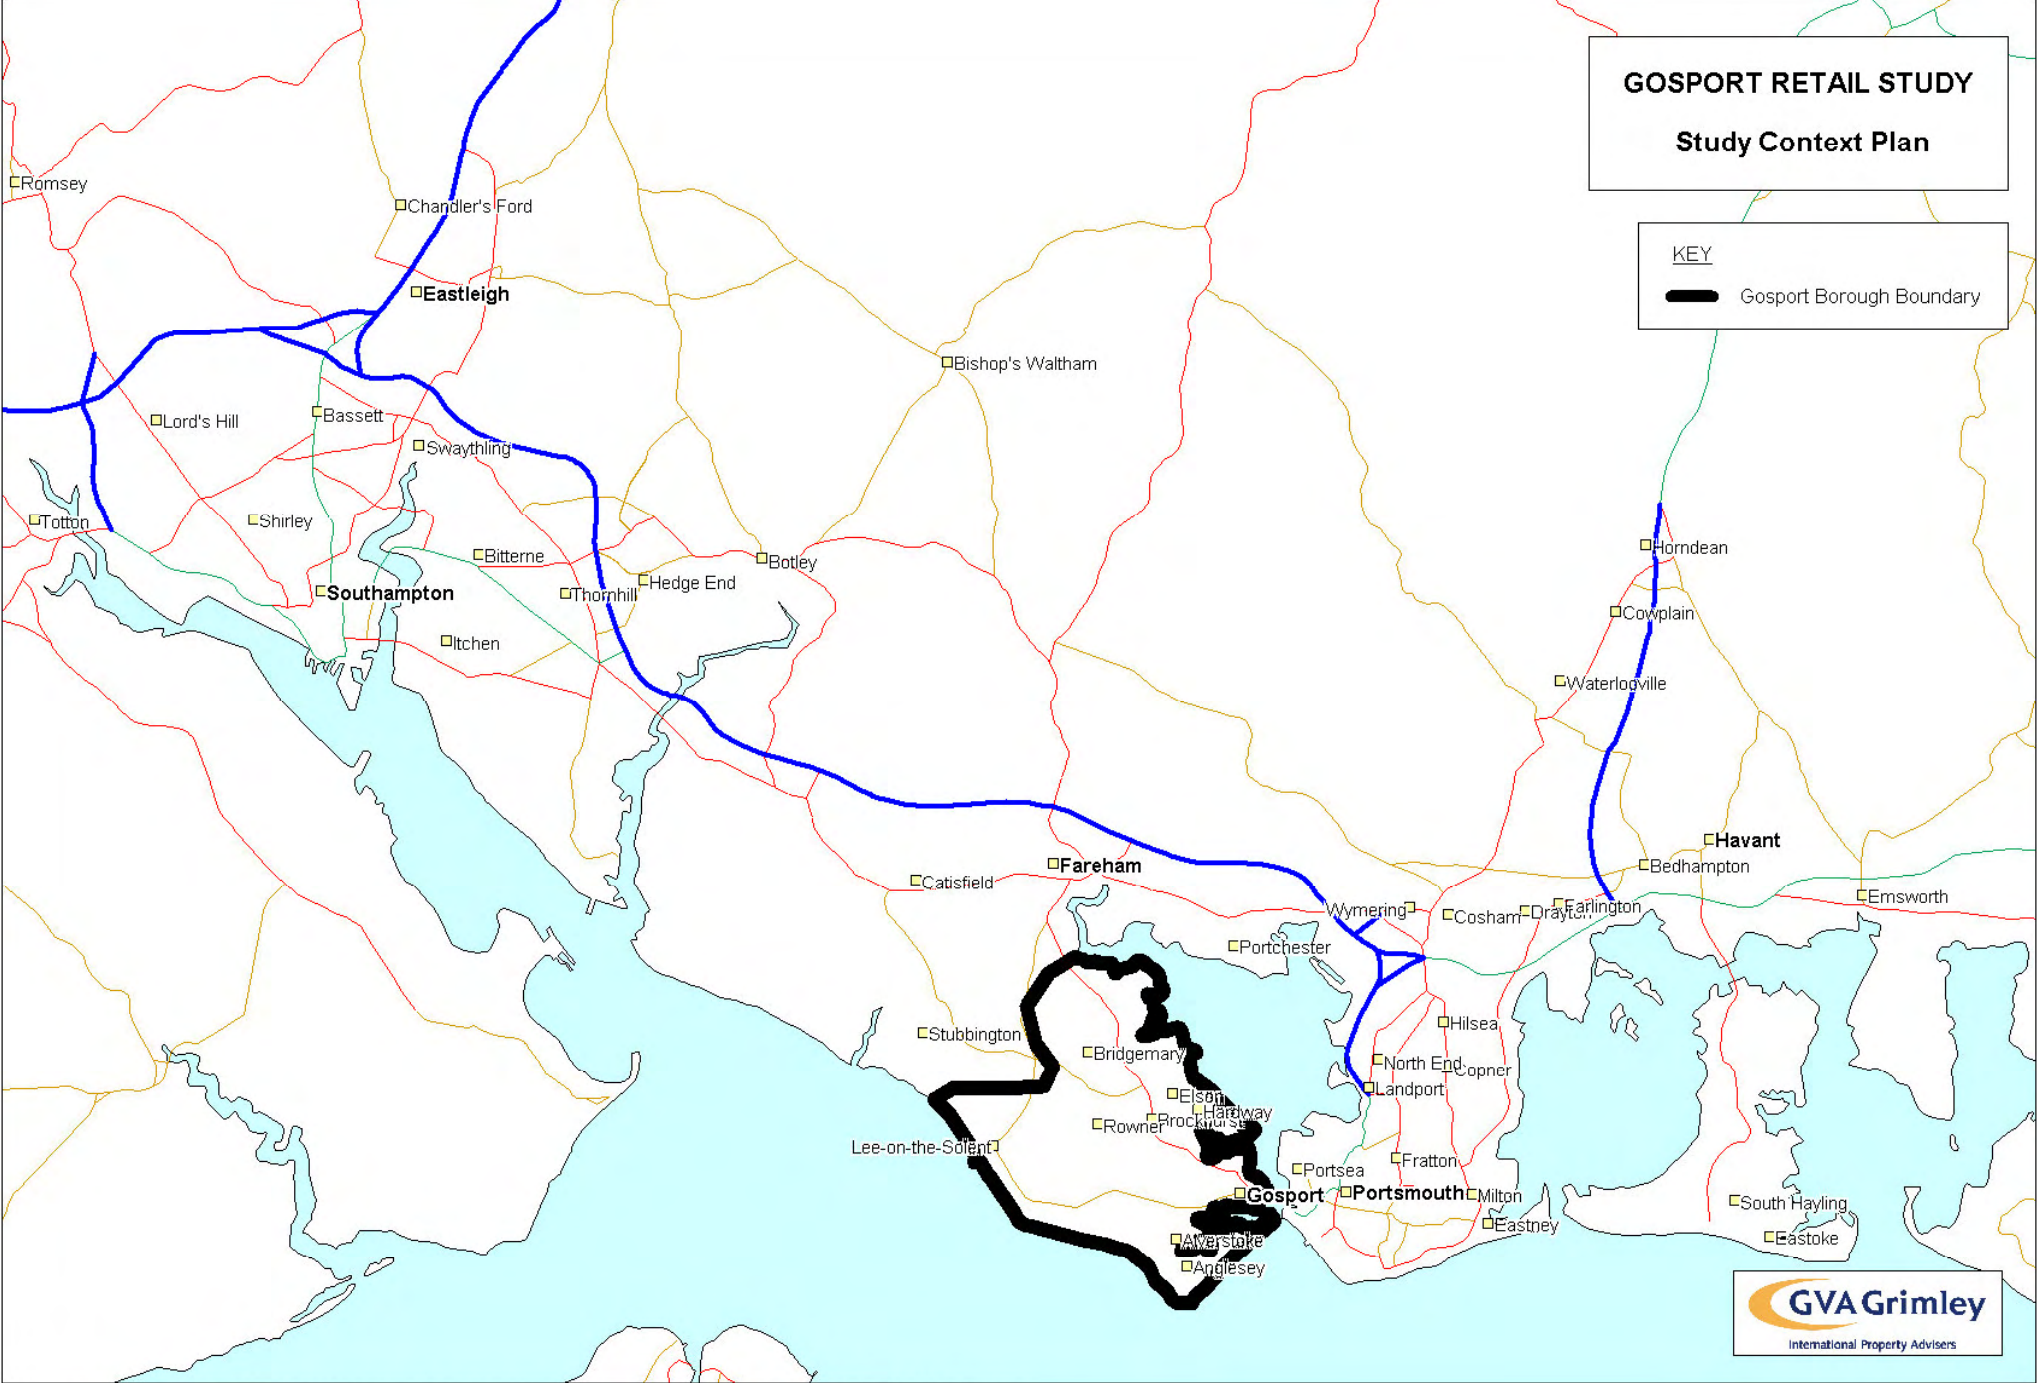 GOSPORT RETAIL STUDY
Study Context Plan
KEY
Gosport Borough Boundary
Romsey
Chandler's Ford
Eastleigh
Bishop's Waltham
Lord's Hill
Bassett
Swaythling
Totton
Shirley
Bitterne
Botley
Horndean
Southampton
Thornhill
Hedge End
Cowplain
Itchen
Waterlooville
Havant
Fareham
Bedhampton
Catisfield
Emsworth
Wymering
Cosham
Drayton
Farlington
Portchester
Stubbington
Hilsea
Bridgemary
North End
Copner
Landport
Elson
Hardway
Rowner
Brockhurst
Lee-on-the-Solent
Portsea
Fratton
Gosport
Portsmouth
Milton
South Hayling
Eastney
Alverstoke
Eastoke
Anglesey
GVA Grimley
International Property Advisers